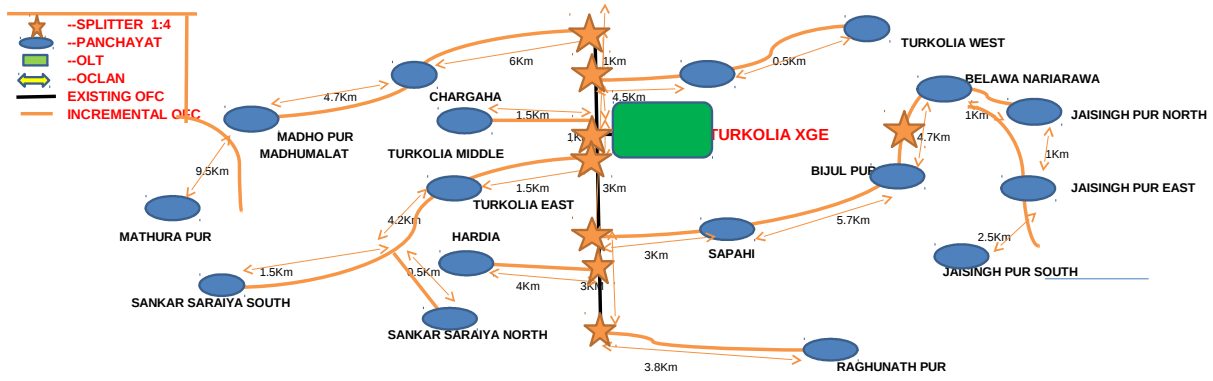 --SPLITTER 1:4
--PANCHAYAT
--OLT
--OCLAN
EXISTING OFC
INCREMENTAL OFC
6Km
1Km
0.5Km
TURKOLIA WEST
4.7Km
CHARGAHA
4.5Km
BELAWA NARIARAWA
1.5Km
1Km
JAISINGH PUR NORTH
MADHO PUR
MADHUMALAT
TURKOLIA MIDDLE
1K
TURKOLIA XGE
4.7Km
1Km
9.5Km
BIJUL PUR
1.5Km
3Km
JAISINGH PUR EAST
TURKOLIA EAST
4.2Km
5.7Km
MATHURA PUR
HARDIA
3Km
SAPAHI
2.5Km
1.5Km
0.5Km
4Km
3Km
JAISINGH PUR SOUTH
SANKAR SARAIYA SOUTH
SANKAR SARAIYA NORTH
3.8Km
RAGHUNATH PUR